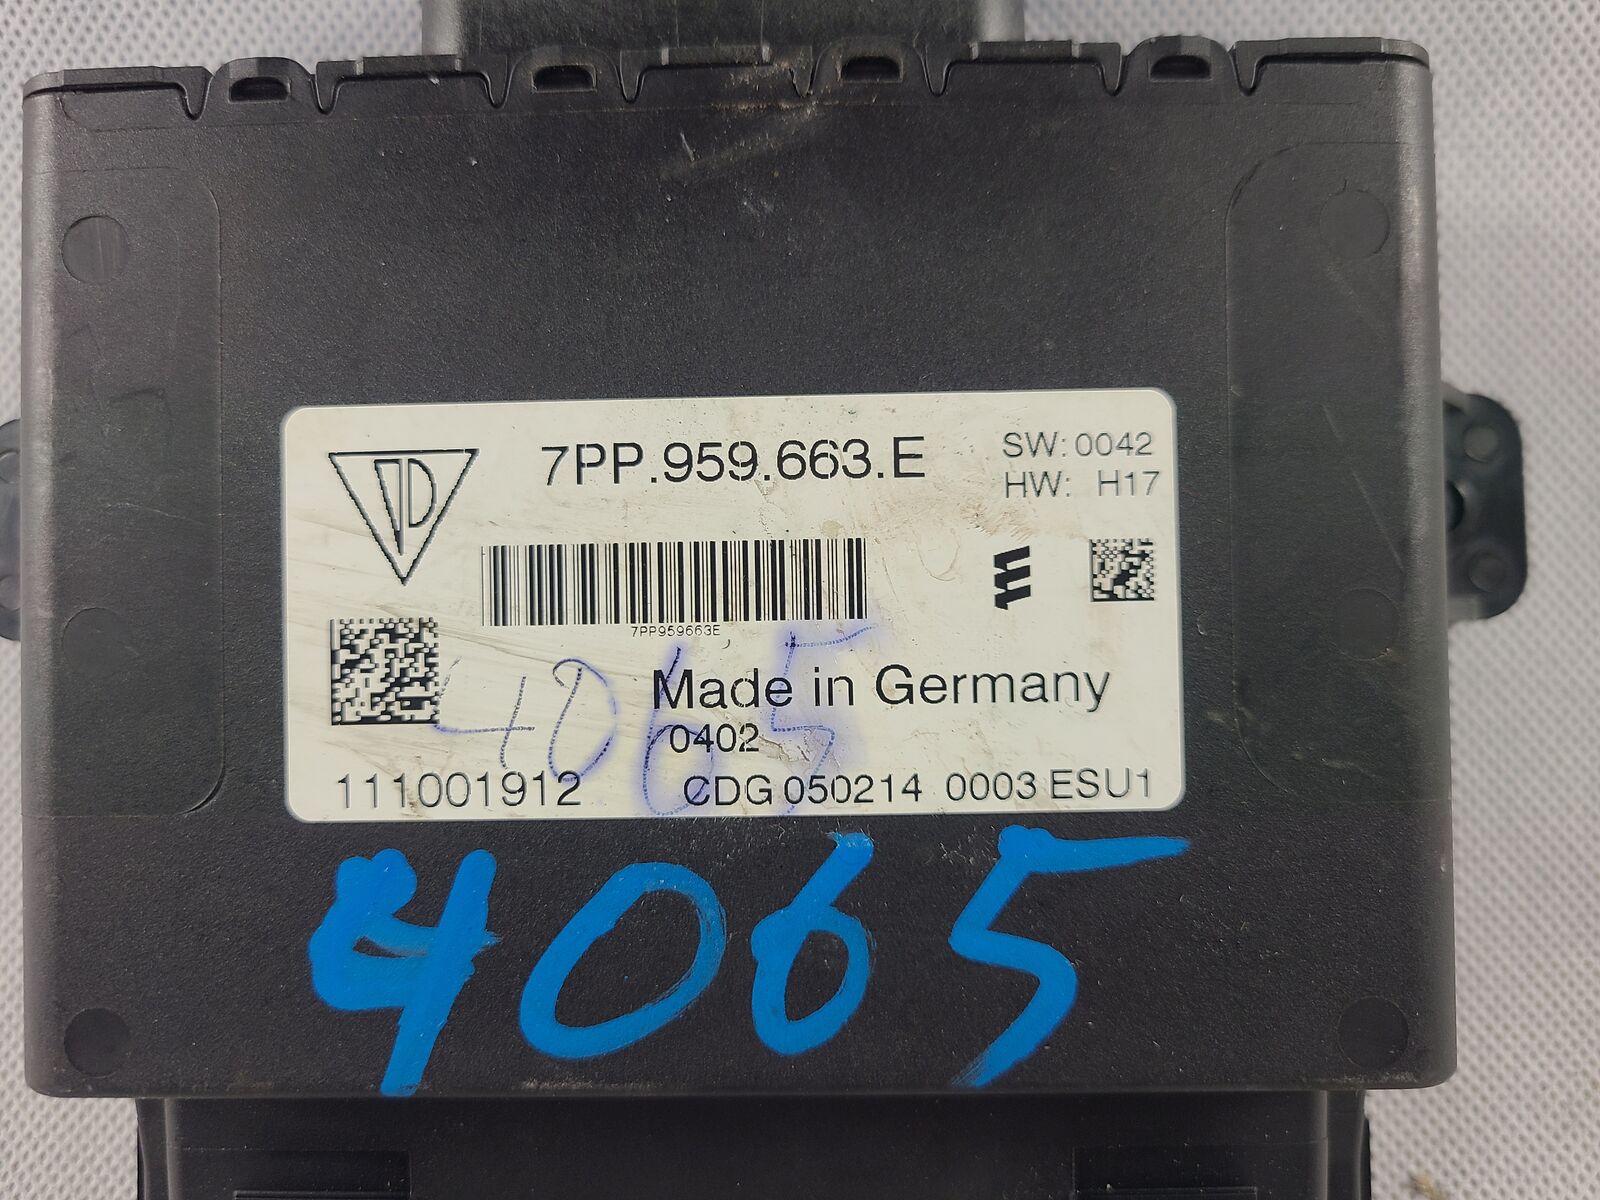 7PP.959.663.E
SW: 0042
HW: H17
7PP959663E
4065
Made in Germany
0402
111001912 CDG 050214 0003 ESU1
4065